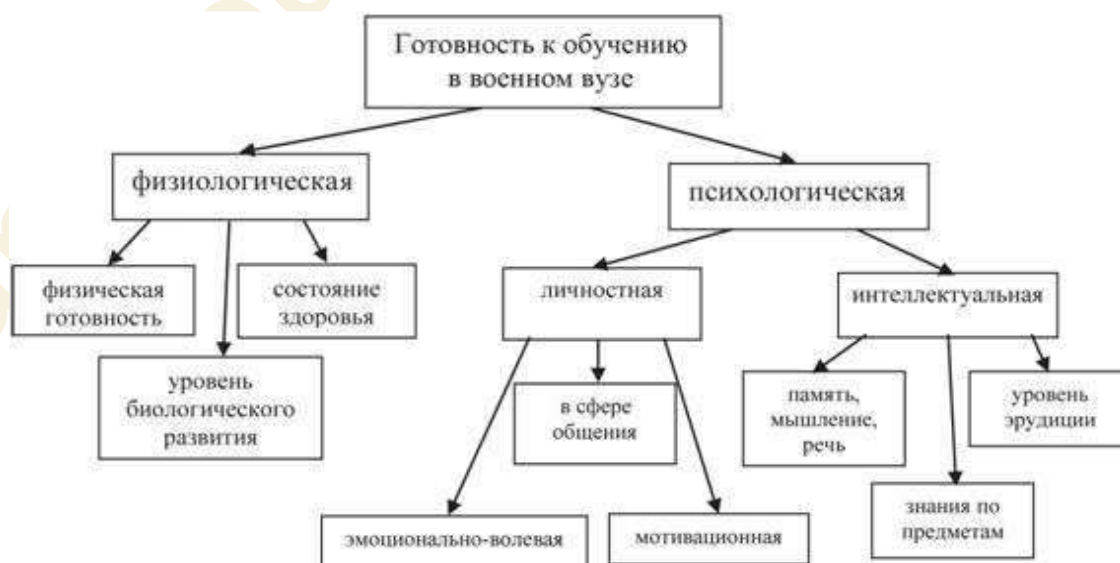 Готовность к обучению
в военном вузе
физиологическая
психологическая
физическая
готовность
состояние
здоровья
личностная
интеллектуальная
уровень
биологического
развития
в сфере
общения
память,
мышление,
речь
уровень
эрудиции
эмоционально-волевая
мотивационная
знания по
предметам